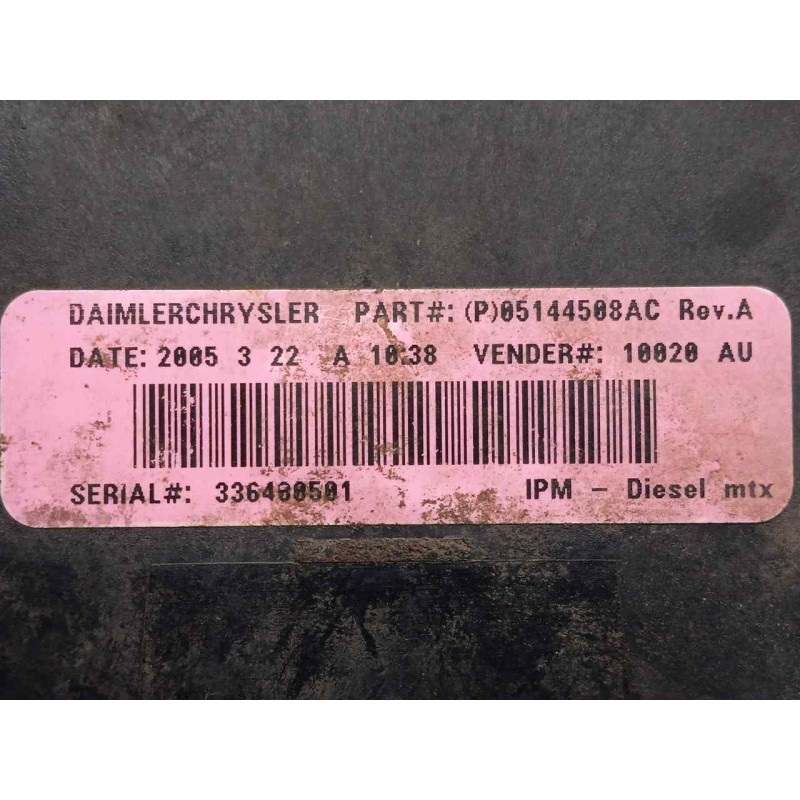 DAIMLERCHRYSLER PART#: (P)05144508AC Rev.A
DATE: 2005 3 22 A 10:38 VENDER#: 10020 AU
SERIAL#: 336400501 IPM - Diesel mtx